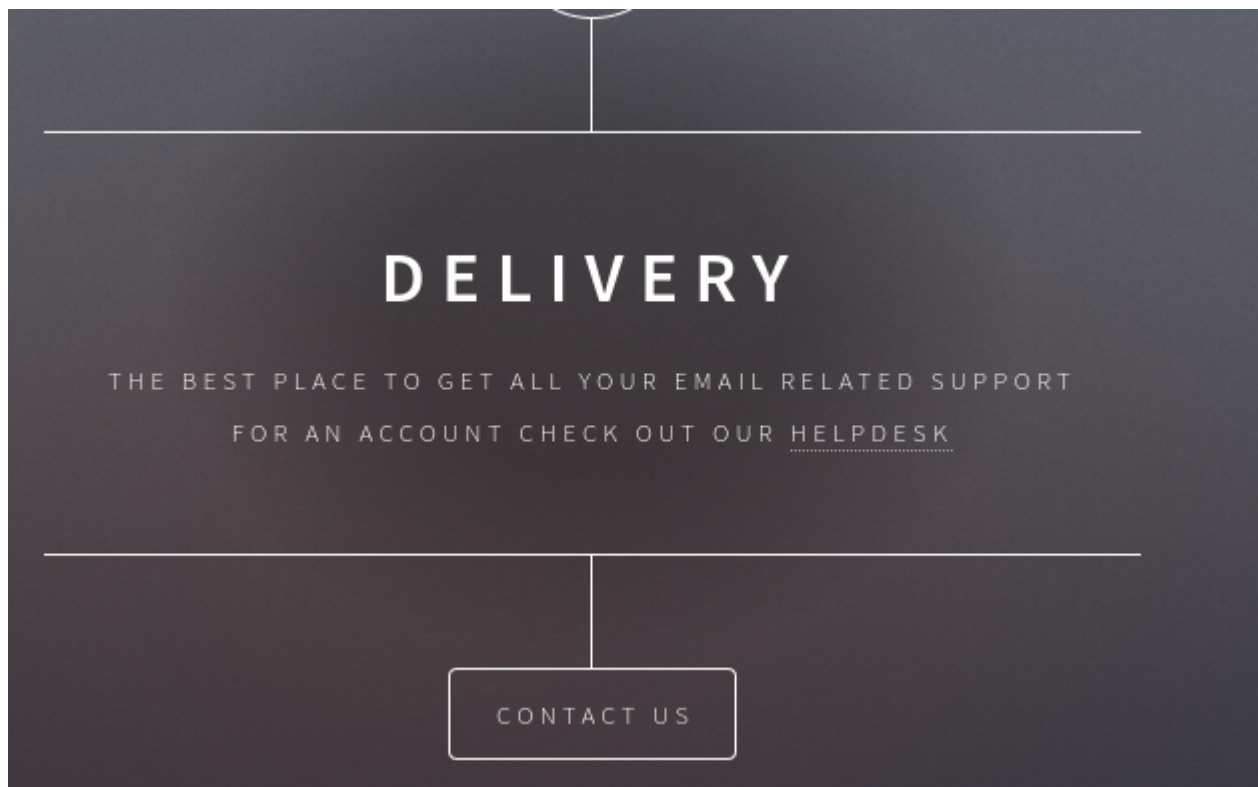 DELIVERY
THE BEST PLACE TO GET ALL YOUR EMAIL RELATED SUPPORT
FOR AN ACCOUNT CHECK OUT OUR HELPDESK
CONTACT US